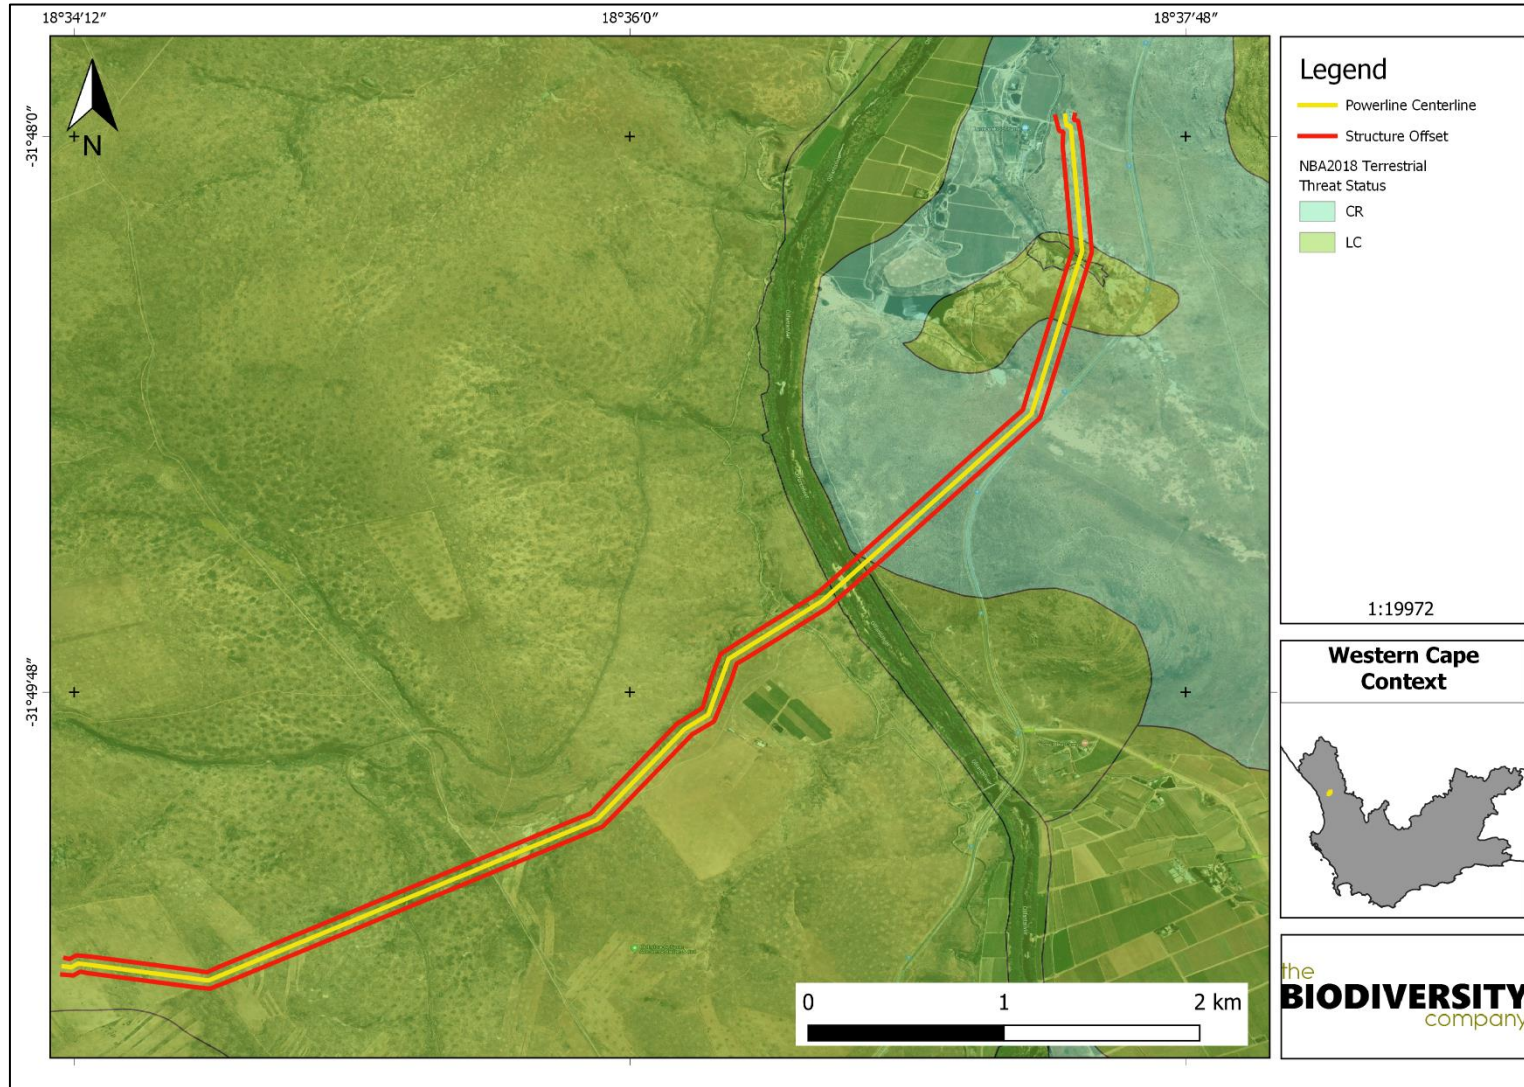 18°34′12″
18°36′0″
18°37′48″
-31°48′0″
-31°49′48″
N
0 1 2 km
Legend
Powerline Centerline
Structure Offset
NBA2018 Terrestrial
Threat Status
CR
LC
1:19972
Western Cape
Context
the
BIODIVERSITY
company